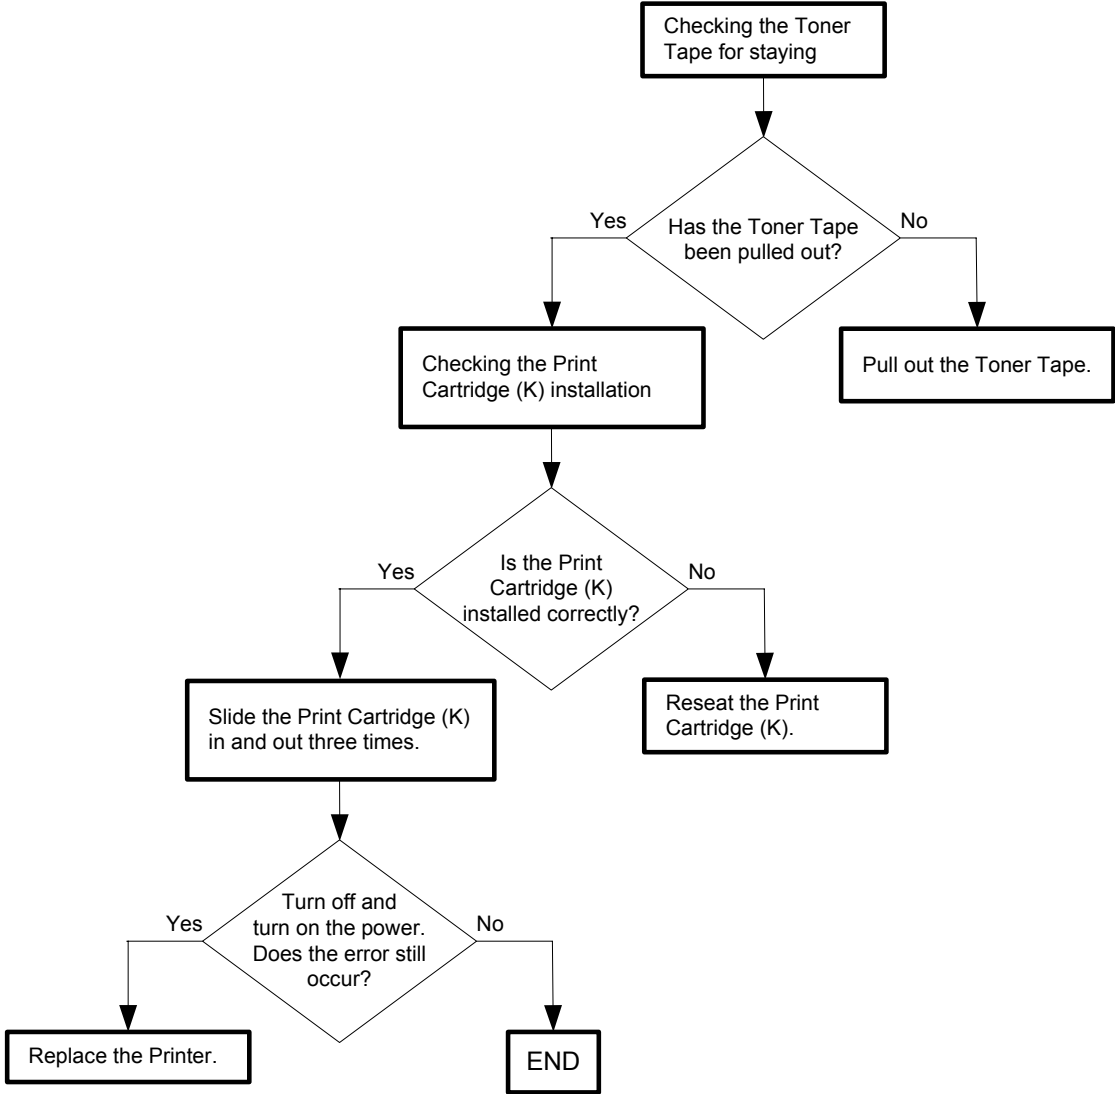 Checking the Toner
Tape for staying
Yes
Has the Toner Tape
been pulled out?
No
Checking the Print
Cartridge (K) installation
Pull out the Toner Tape.
Yes
Is the Print
Cartridge (K)
installed correctly?
No
Slide the Print Cartridge (K)
in and out three times.
Reseat the Print
Cartridge (K).
Yes
Turn off and
turn on the power.
Does the error still
occur?
No
Replace the Printer.
END